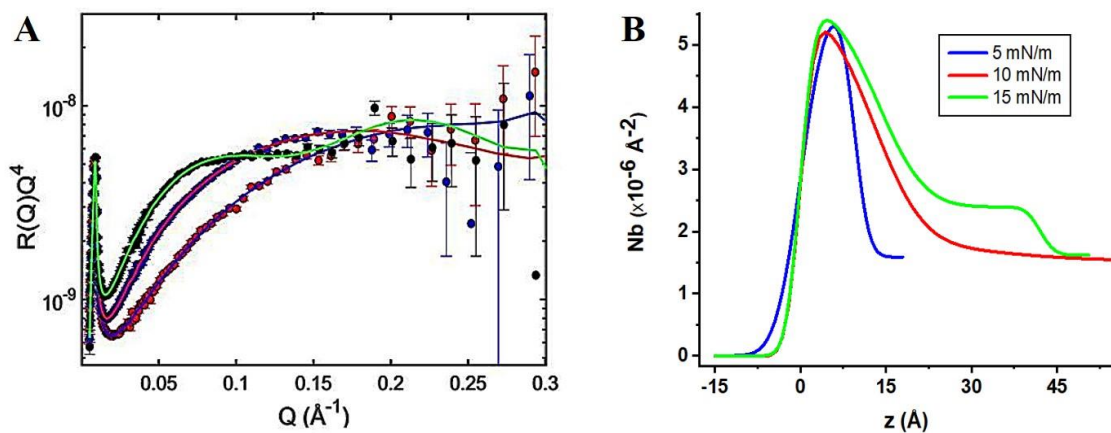 A
R(Q)Q⁴
10⁻⁸
10⁻⁹
0.05 0.1 0.15 0.2 0.25 0.3
Q (Å⁻¹)
B
Nb (×10⁻⁶ Å⁻²)
5
4
3
2
1
0
-15 0 15 30 45
z (Å)
5 mN/m
10 mN/m
15 mN/m